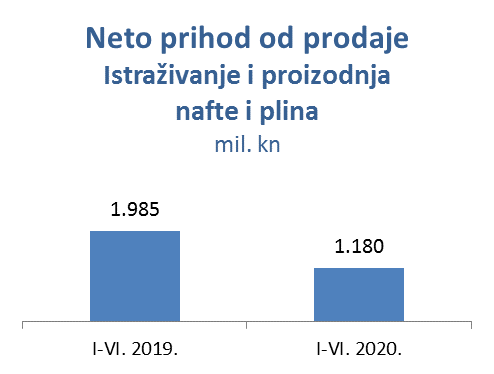 Neto prihod od prodaje
Istraživanje i proizodnja
nafte i plina
mil. kn
1.985
1.180
I-VI. 2019.
I-VI. 2020.